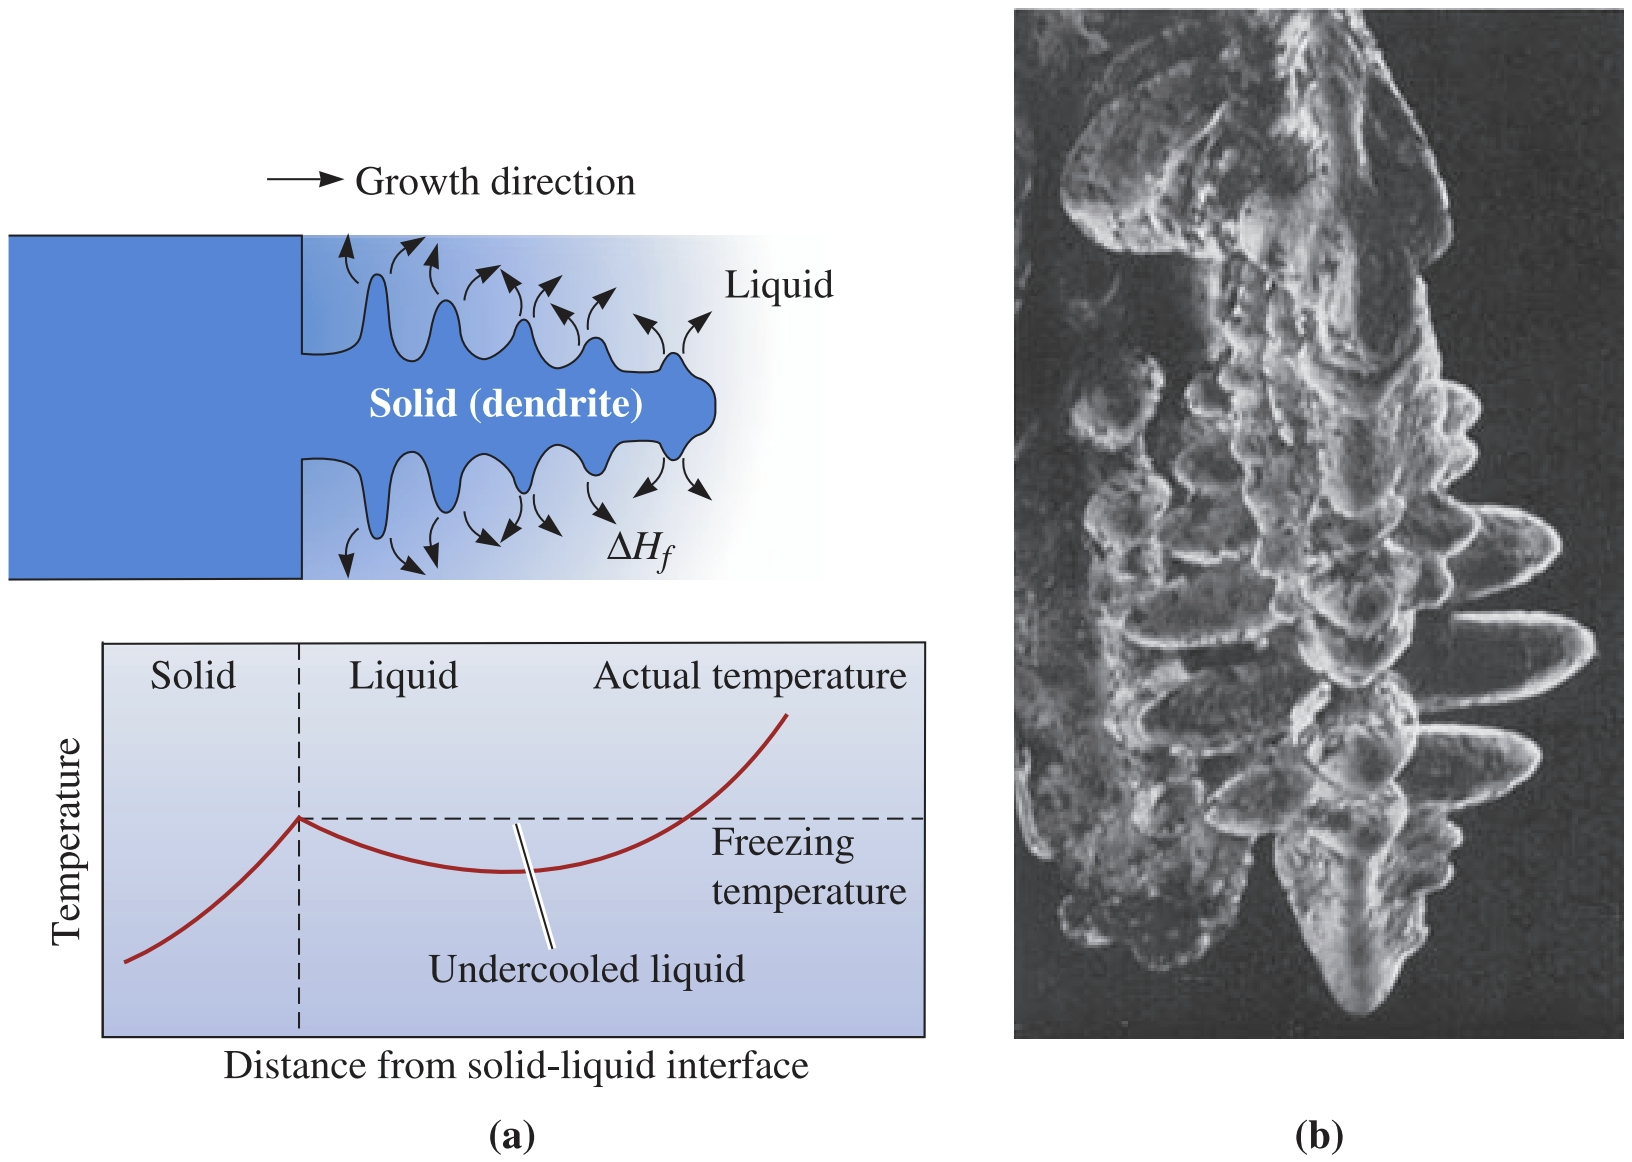 Growth direction
Liquid
Solid (dendrite)
ΔH_f
Solid
Liquid
Actual temperature
Temperature
Freezing
temperature
Undercooled liquid
Distance from solid-liquid interface
(a)
(b)